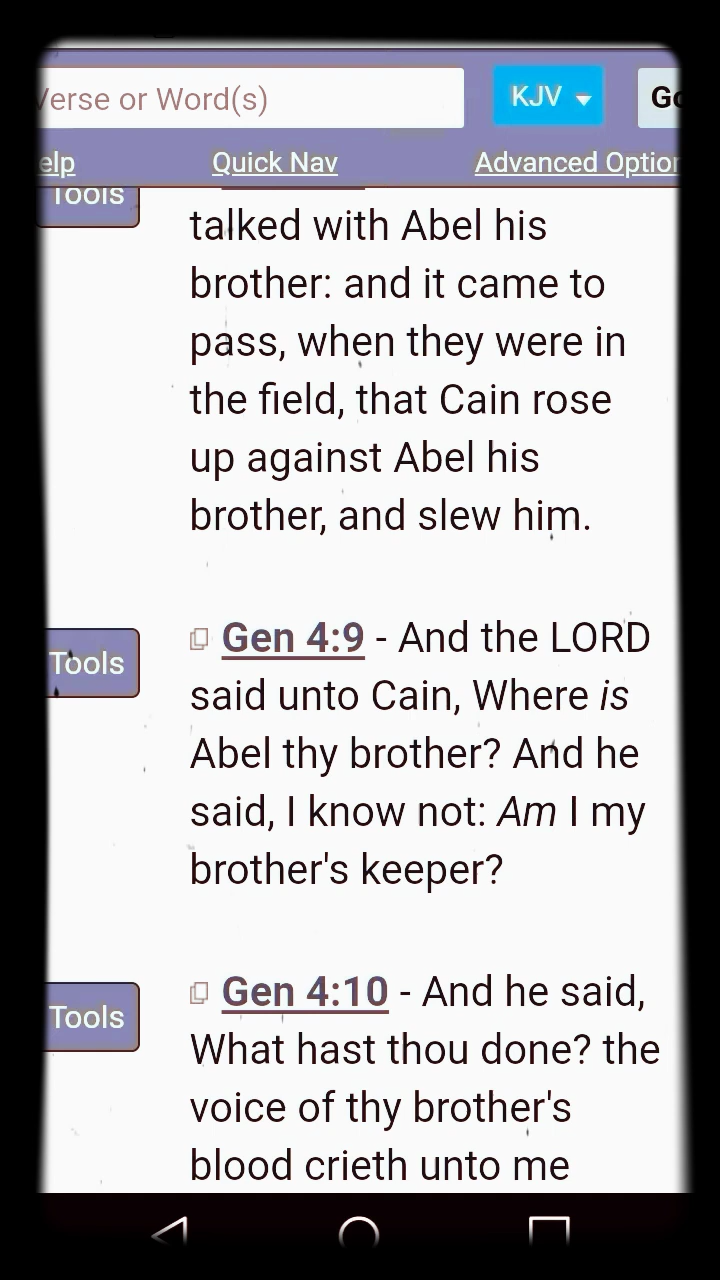 Verse or Word(s)
KJV
Go
elp
Quick Nav
Advanced Option
Tools
talked with Abel his
brother: and it came to
pass, when they were in
the field, that Cain rose
up against Abel his
brother, and slew him.
Tools
Gen 4:9 - And the LORD
said unto Cain, Where is
Abel thy brother? And he
said, I know not: Am I my
brother's keeper?
Tools
Gen 4:10 - And he said,
What hast thou done? the
voice of thy brother's
blood crieth unto me